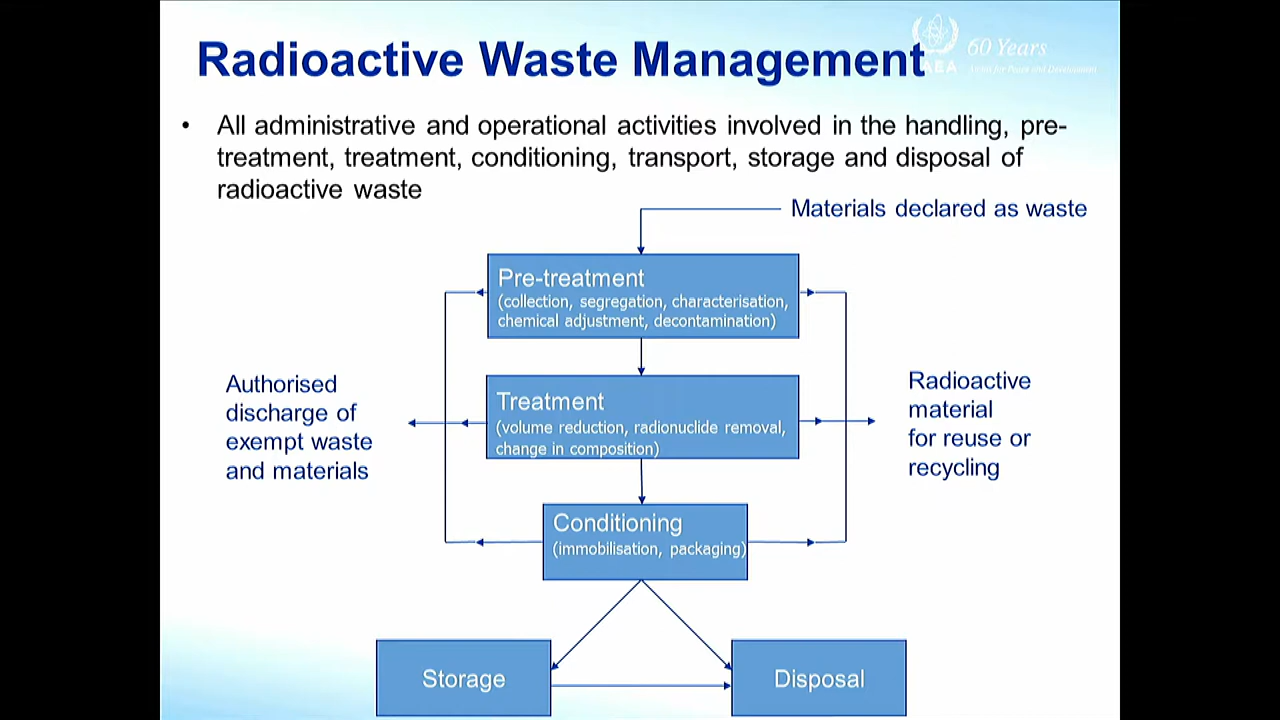 Radioactive Waste Management
60 Years
• All administrative and operational activities involved in the handling, pre-
treatment, treatment, conditioning, transport, storage and disposal of
radioactive waste
Materials declared as waste
Pre-treatment
(collection, segregation, characterisation,
chemical adjustment, decontamination)
Authorised
discharge of
exempt waste
and materials
Treatment
(volume reduction, radionuclide removal,
change in composition)
Radioactive
material
for reuse or
recycling
Conditioning
(immobilisation, packaging)
Storage
Disposal